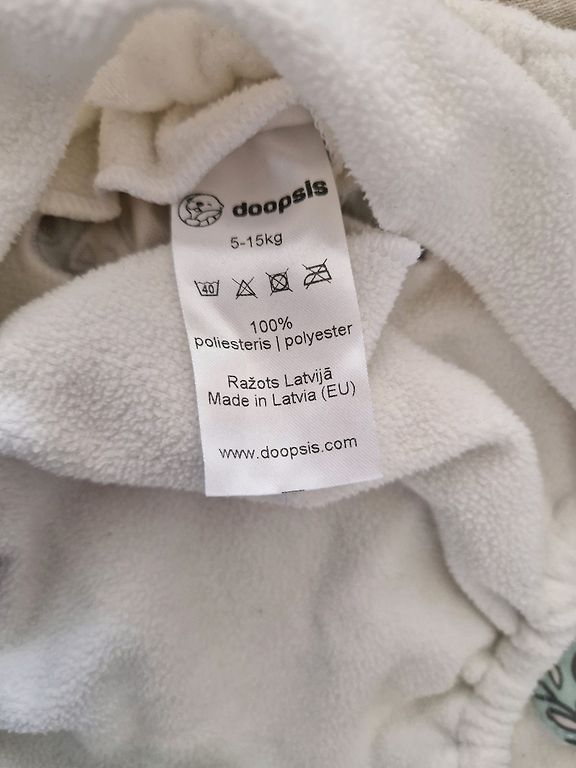 doopsis
5-15kg
40
100%
poliesteris | polyester
Ražots Latvijā
Made in Latvia (EU)
www.doopsis.com